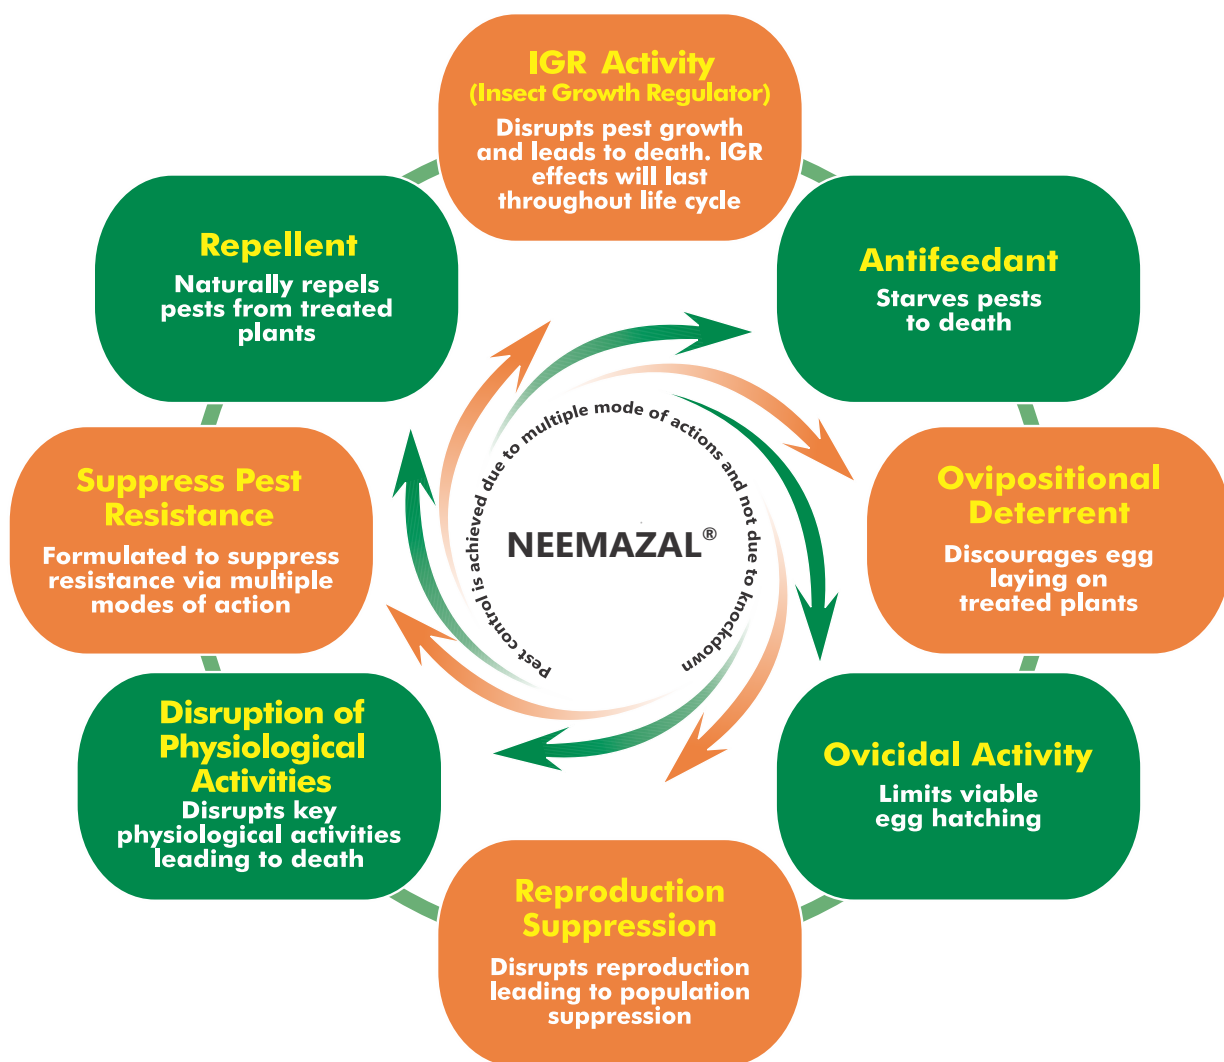 IGR Activity
(Insect Growth Regulator)
Disrupts pest growth
and leads to death. IGR
effects will last
throughout life cycle
Antifeedant
Starves pests
to death
Ovipositional
Deterrent
Discourages egg
laying on
treated plants
Ovicidal Activity
Limits viable
egg hatching
Reproduction
Suppression
Disrupts reproduction
leading to population
suppression
Disruption of
Physiological
Activities
Disrupts key
physiological activities
leading to death
Suppress Pest
Resistance
Formulated to suppress
resistance via multiple
modes of action
Repellent
Naturally repels
pests from treated
plants
Pest control is achieved due to multiple mode of actions and not due to knockdown
NEEMAZAL®